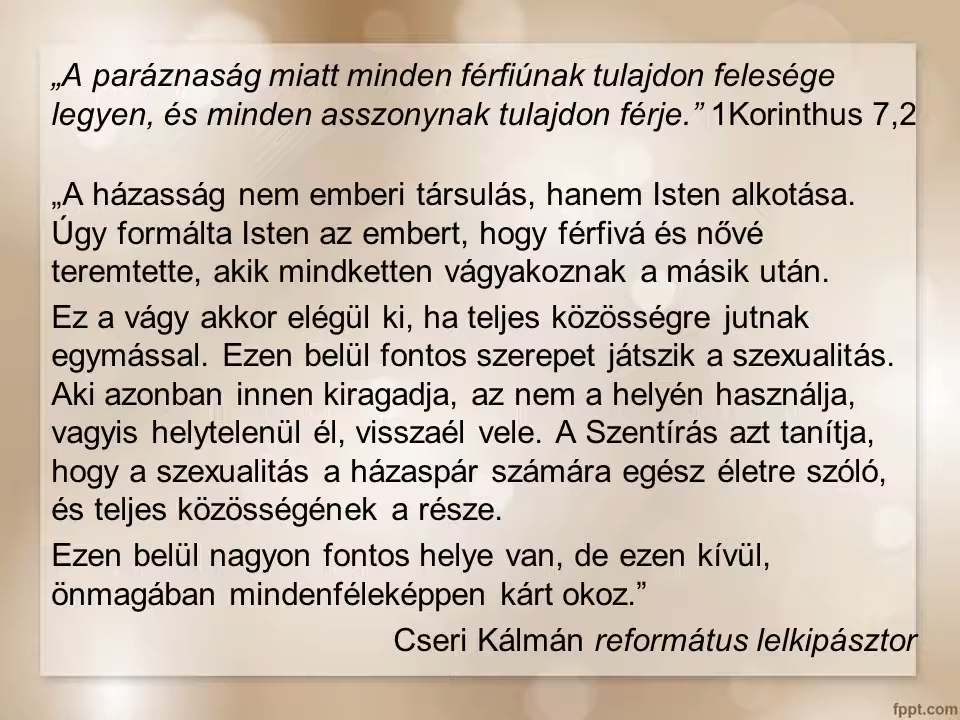 „A paráznaság miatt minden férfiúnak tulajdon felesége
legyen, és minden asszonynak tulajdon férje.” 1Korinthus 7,2
„A házasság nem emberi társulás, hanem Isten alkotása.
Úgy formálta Isten az embert, hogy férfivá és nővé
teremtette, akik mindketten vágyakoznak a másik után.
Ez a vágy akkor elégül ki, ha teljes közösségre jutnak
egymással. Ezen belül fontos szerepet játszik a szexualitás.
Aki azonban innen kiragadja, az nem a helyén használja,
vagyis helytelenül él, visszaél vele. A Szentírás azt tanítja,
hogy a szexualitás a házaspár számára egész életre szóló,
és teljes közösségének a része.
Ezen belül nagyon fontos helye van, de ezen kívül,
önmagában mindenféleképpen kárt okoz.”
Cseri Kálmán református lelkipásztor
fppt.com